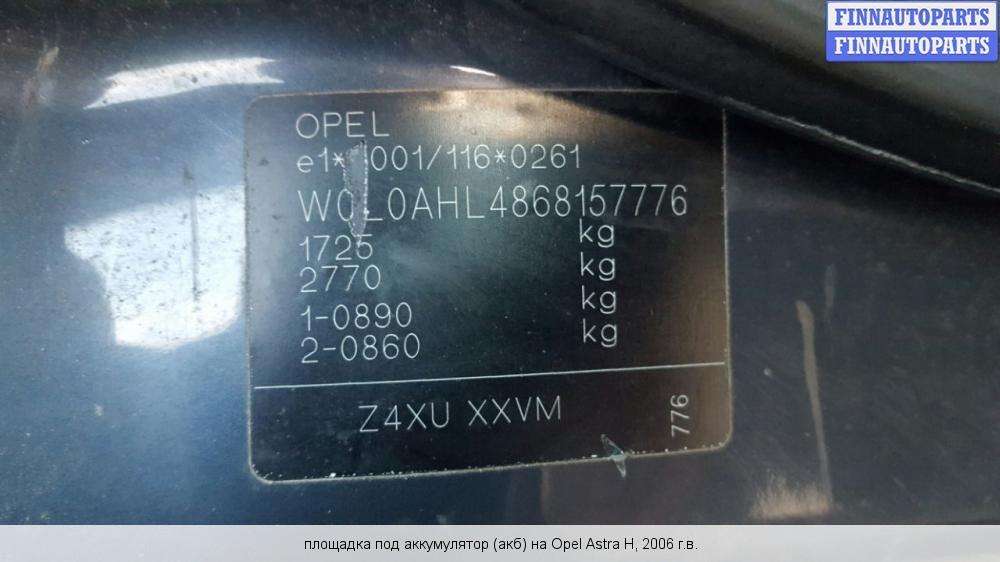 FINNAUTOPARTS
FINNAUTOPARTS
OPEL
e1* 001/116*0261
W0L0AHL4868157776
1725 kg
2770 kg
1-0890 kg
2-0860 kg
Z4XU XXVM
776
площадка под аккумулятор (акб) на Opel Astra H, 2006 г.в.